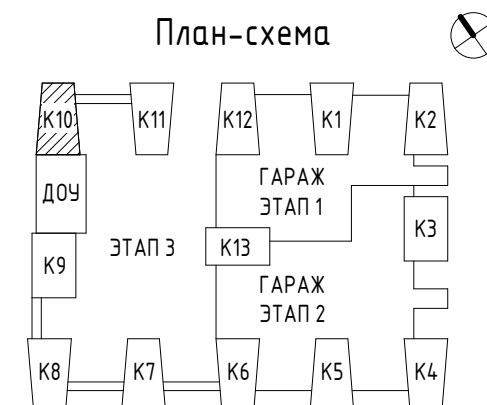 План-схема
К10 К11 К12 К1 К2
ГАРАЖ
ЭТАП 1
ДОУ
К3
ЭТАП 3
К13
К9
ГАРАЖ
ЭТАП 2
К8 К7 К6 К5 К4